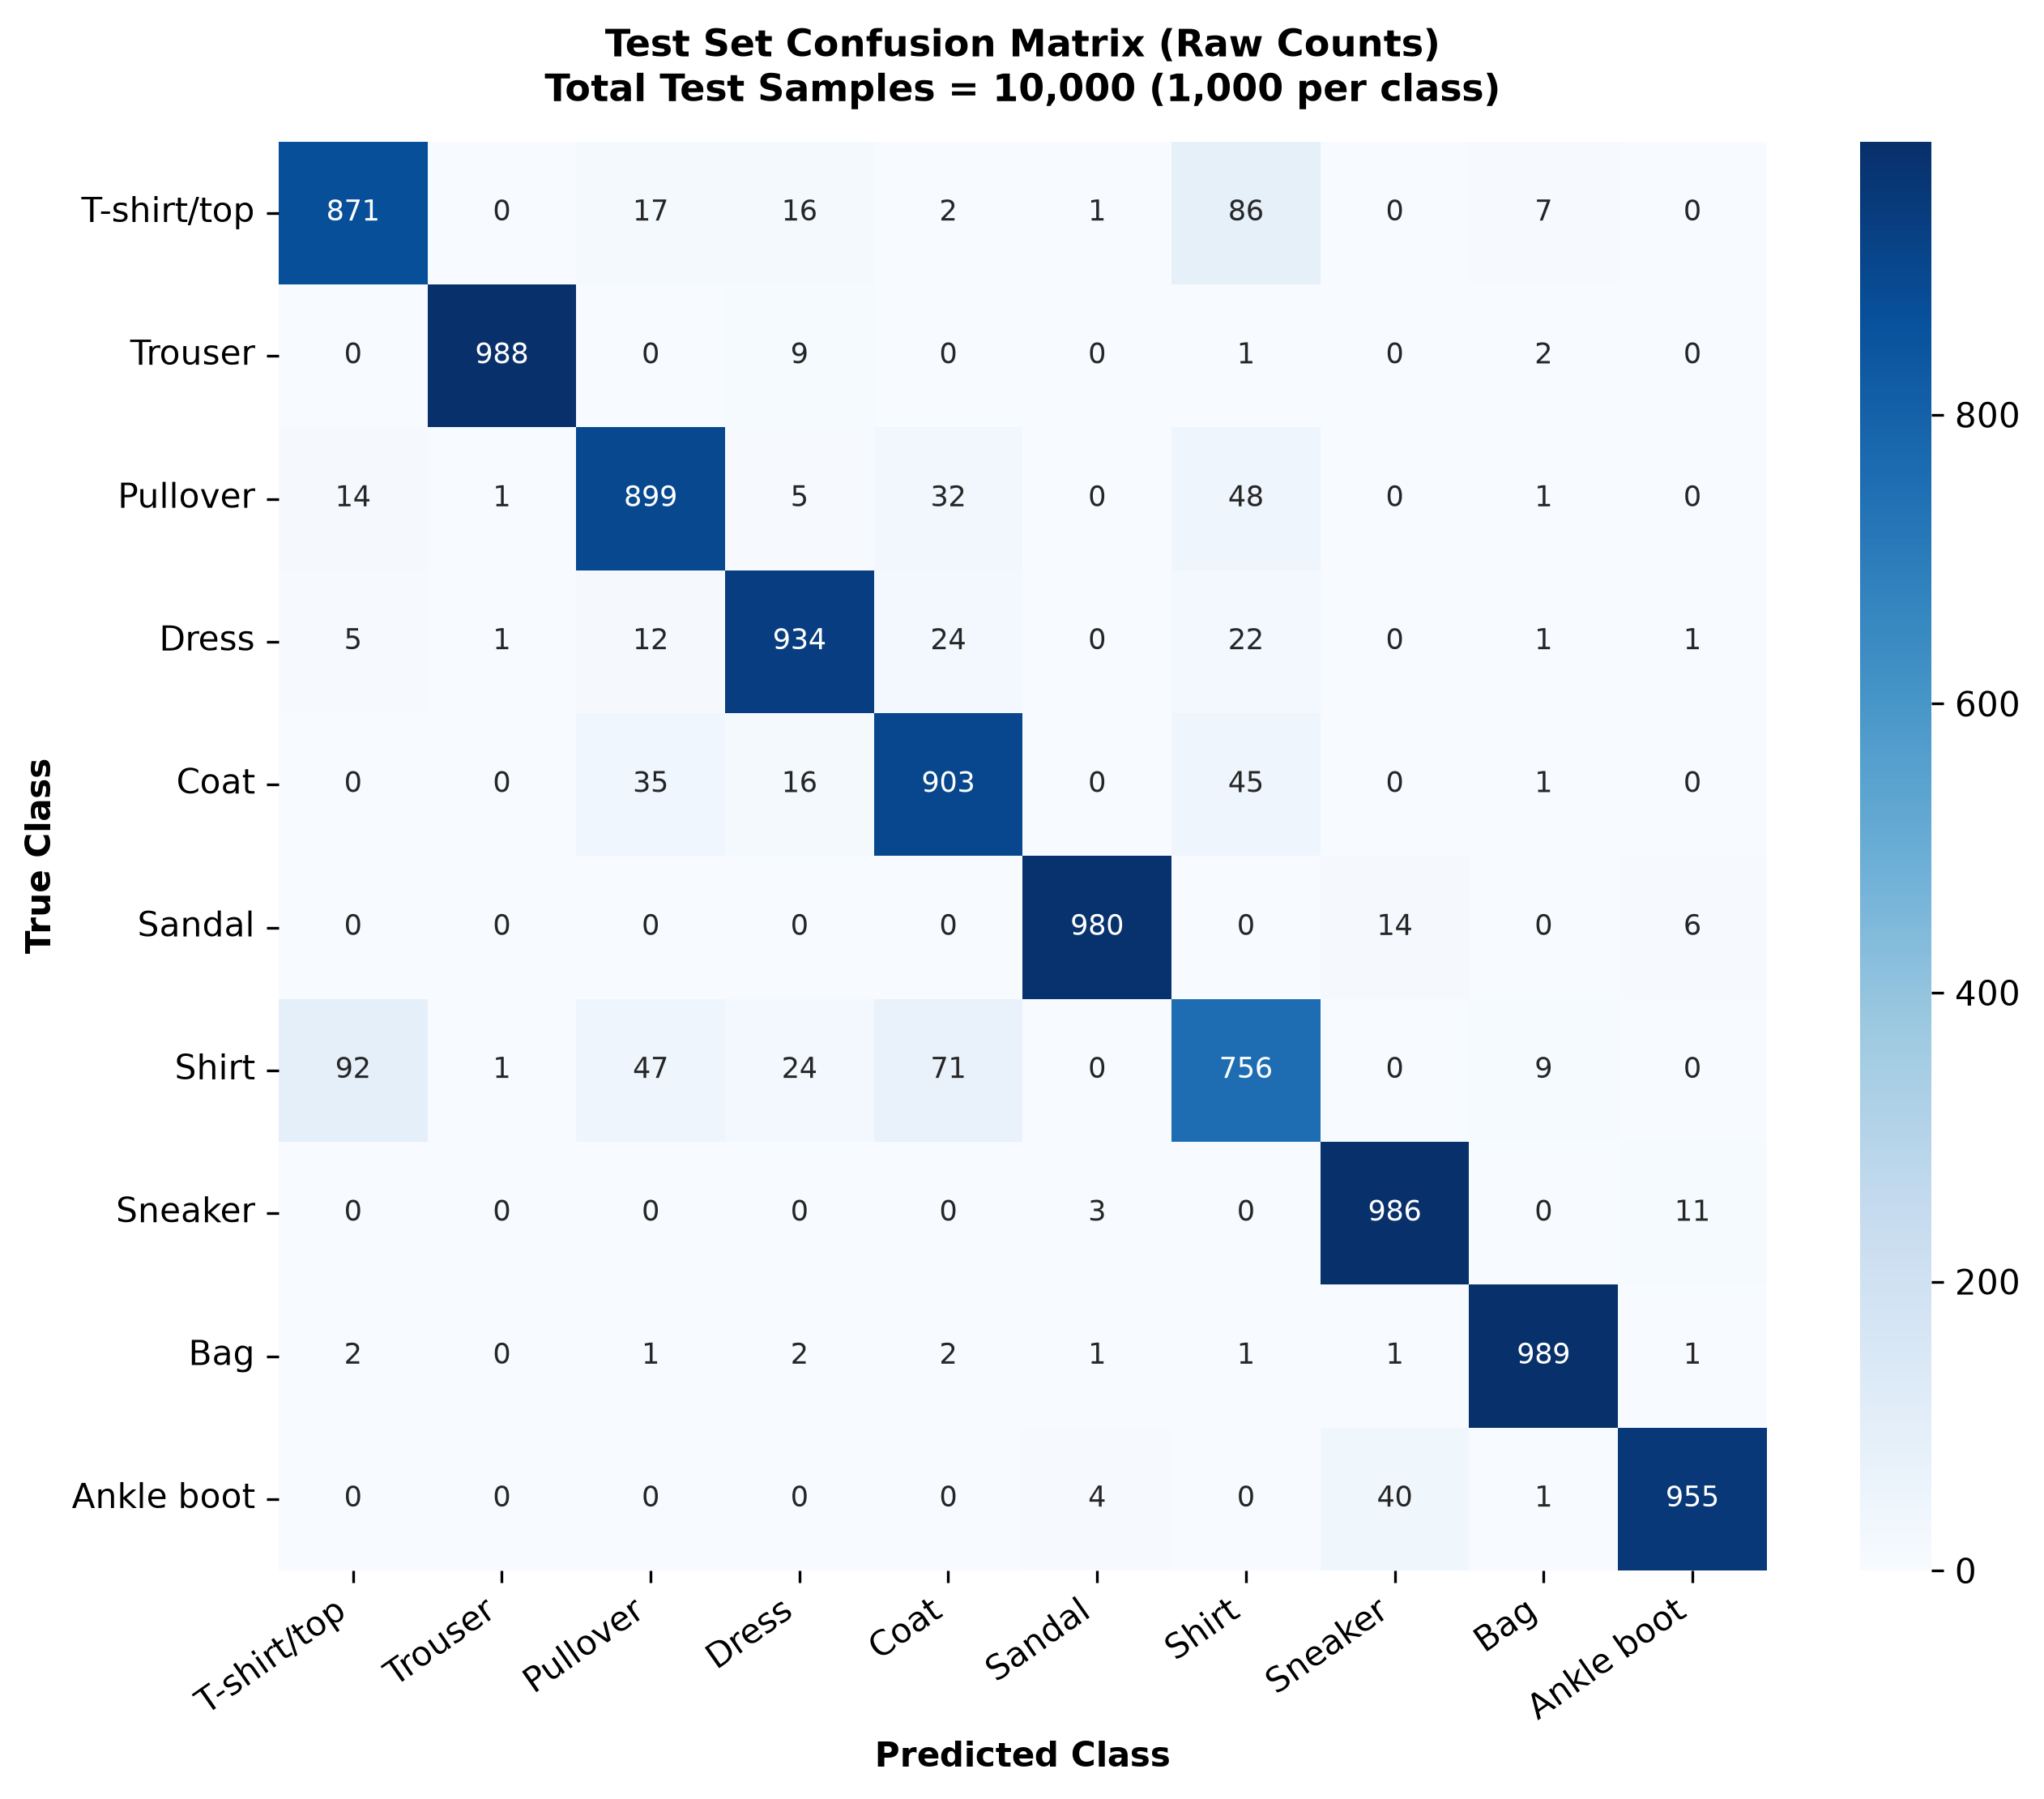 Test Set Confusion Matrix (Raw Counts)
Total Test Samples = 10,000 (1,000 per class)
True Class
T-shirt/top 871 0 17 16 2 1 86 0 7 0
Trouser 0 988 0 9 0 0 1 0 2 0
Pullover 14 1 899 5 32 0 48 0 1 0
Dress 5 1 12 934 24 0 22 0 1 1
Coat 0 0 35 16 903 0 45 0 1 0
Sandal 0 0 0 0 0 980 0 14 0 6
Shirt 92 1 47 24 71 0 756 0 9 0
Sneaker 0 0 0 0 0 3 0 986 0 11
Bag 2 0 1 2 2 1 1 1 989 1
Ankle boot 0 0 0 0 0 4 0 40 1 955
T-shirt/top Trouser Pullover Dress Coat Sandal Shirt Sneaker Bag Ankle boot
Predicted Class
800
600
400
200
0